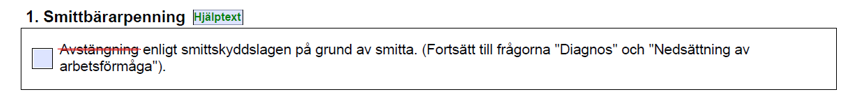 1. Smittbärarpenning Hjälptext
Avstängning enligt smittskyddslagen på grund av smitta. (Fortsätt till frågorna "Diagnos" och "Nedsättning av
arbetsförmåga").